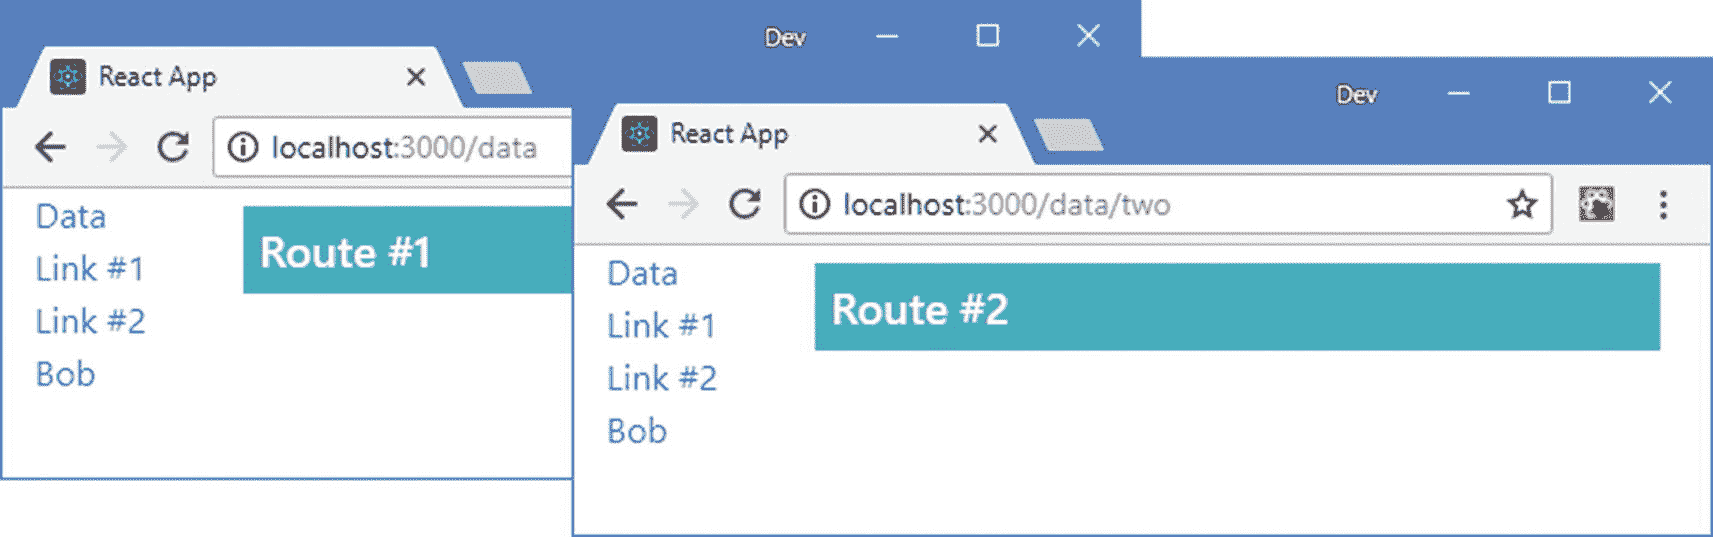 Dev
React App
localhost:3000/data
Data
Link #1
Link #2
Bob
Route #1
Dev
React App
localhost:3000/data/two
Data
Link #1
Link #2
Bob
Route #2